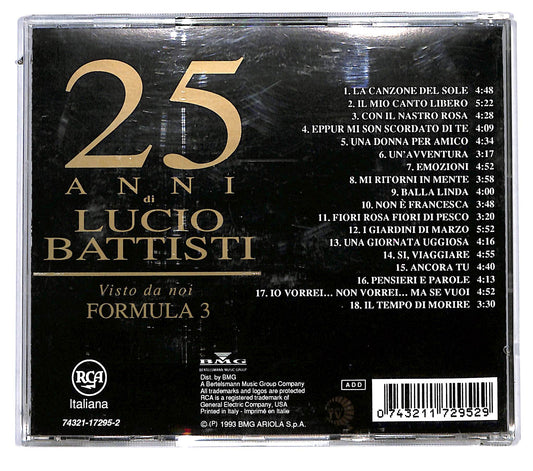 25
ANNI
di
LUCIO
BATTISTI
Visto da noi
FORMULA 3
1. LA CANZONE DEL SOLE 4:48
2. IL MIO CANTO LIBERO 5:22
3. CON IL NASTRO ROSA 4:28
4. EPPUR MI SON SCORDATO DI TE 4:09
5. UNA DONNA PER AMICO 4:34
6. UN'AVVENTURA 3:17
7. EMOZIONI 4:52
8. MI RITORNI IN MENTE 3:58
9. BALLA LINDA 4:00
10. NON È FRANCESCA 4:48
11. FIORI ROSA FIORI DI PESCO 3:20
12. I GIARDINI DI MARZO 5:52
13. UNA GIORNATA UGGIOSA 4:16
14. SI, VIAGGIARE 4:55
15. ANCORA TU 4:40
16. PENSIERI E PAROLE 4:13
17. IO VORREI... NON VORREI... MA SE VUOI 4:52
18. IL TEMPO DI MORIRE 3:30
RCA
Italiana
74321-17295-2
BMG
BERTELSMANN MUSIC GROUP
Dist. by BMG
A Bertelsmann Music Group Company
All trademarks and logos are protected
RCA is a registered trademark of
General Electric Company, USA
Printed in Italy - Imprimé en Italie
© (P) 1993 BMG ARIOLA S.p.A.
ADD
0 743211 729529